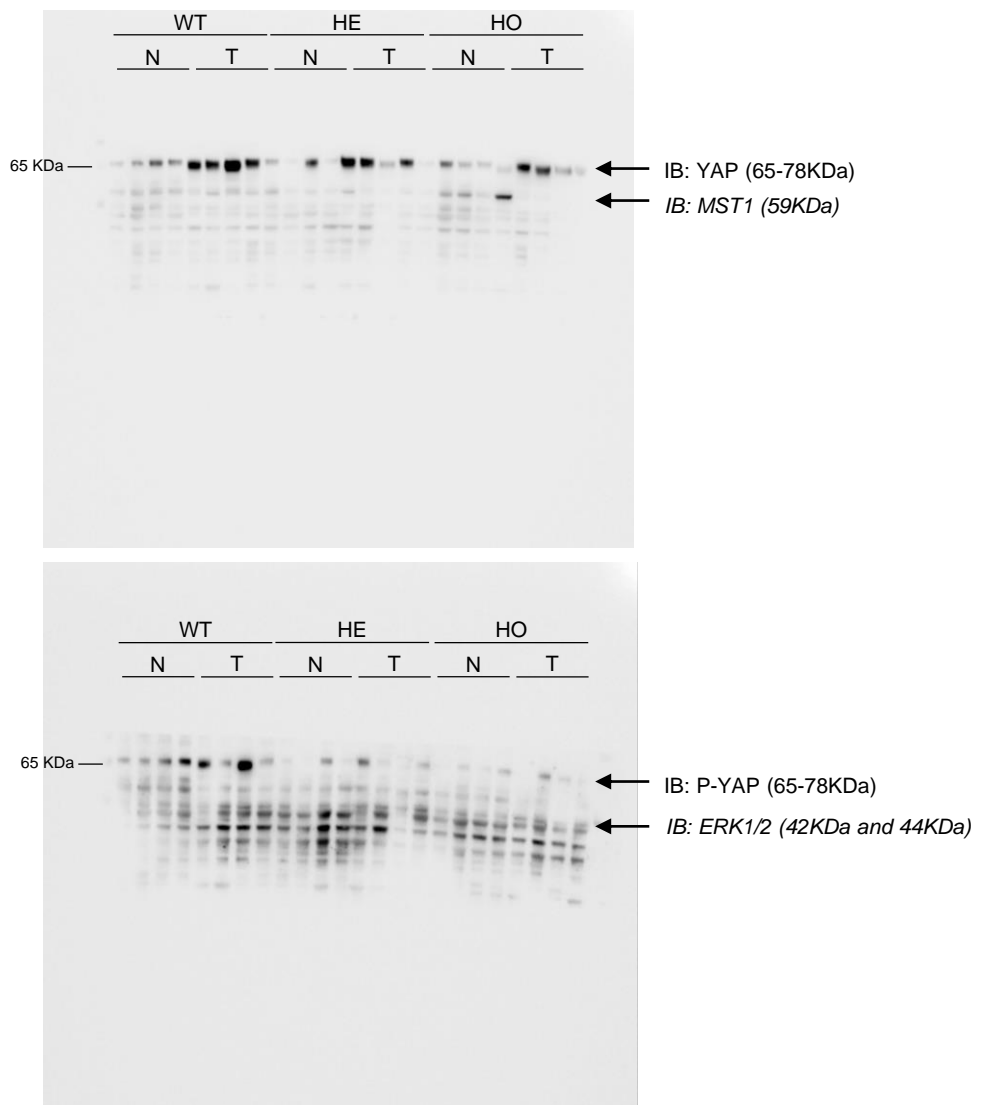 WT HE HO
N T N T N T
65 KDa
IB: YAP (65-78KDa)
IB: MST1 (59KDa)
WT HE HO
N T N T N T
65 KDa
IB: P-YAP (65-78KDa)
IB: ERK1/2 (42KDa and 44KDa)